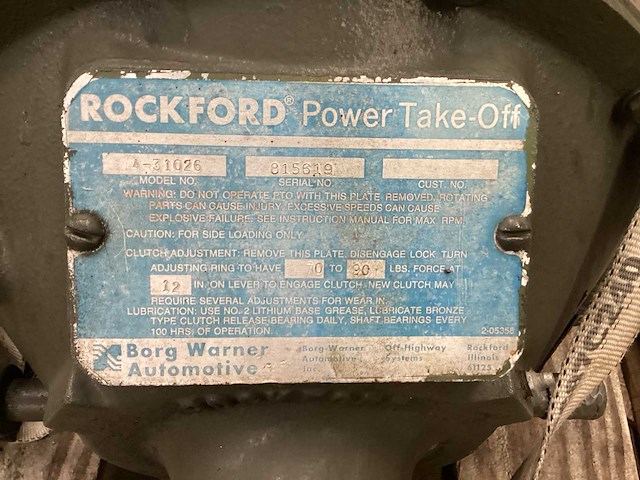 ROCKFORD® Power Take-Off
A-31026 815619
MODEL NO. SERIAL NO. CUST. NO.
WARNING: DO NOT OPERATE PTO WITH THIS PLATE REMOVED. ROTATING
PARTS CAN CAUSE INJURY. EXCESSIVE SPEEDS CAN CAUSE
EXPLOSIVE FAILURE. SEE INSTRUCTION MANUAL FOR MAX. RPM.
CAUTION: FOR SIDE LOADING ONLY
CLUTCH ADJUSTMENT: REMOVE THIS PLATE, DISENGAGE LOCK, TURN
ADJUSTING RING TO HAVE 70 TO 90 LBS. FORCE AT
12 IN. ON LEVER TO ENGAGE CLUTCH. NEW CLUTCH MAY
REQUIRE SEVERAL ADJUSTMENTS FOR WEAR IN.
LUBRICATION: USE NO. 2 LITHIUM BASE GREASE, LUBRICATE BRONZE
TYPE CLUTCH RELEASE BEARING DAILY, SHAFT BEARINGS EVERY
100 HRS. OF OPERATION. 2-05358
Borg Warner Borg-Warner Off-Highway Rockford
Automotive Automotive, Systems Illinois
Inc. 61125